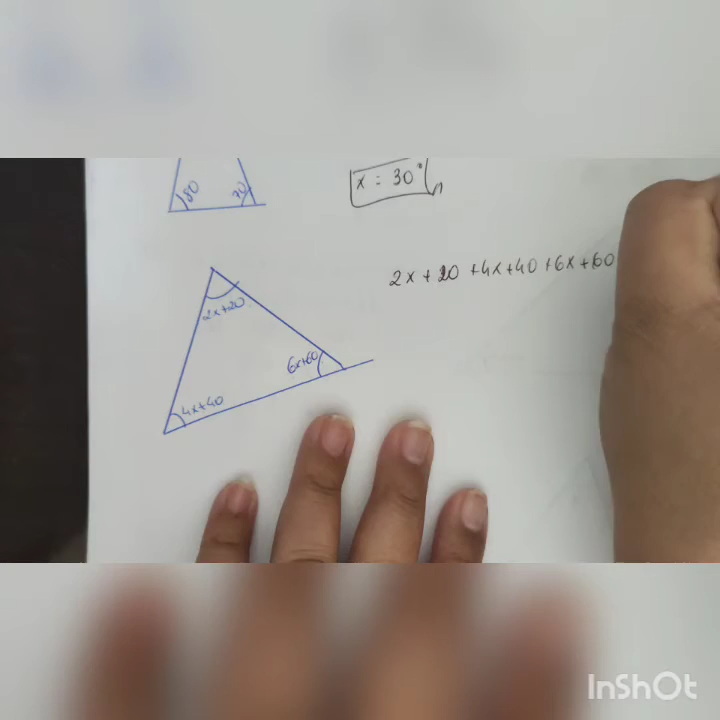 80
70
x = 30°
2x+20
2x + 20 + 4x+40 + 6x+60
6x+60
4x+40
InShOt